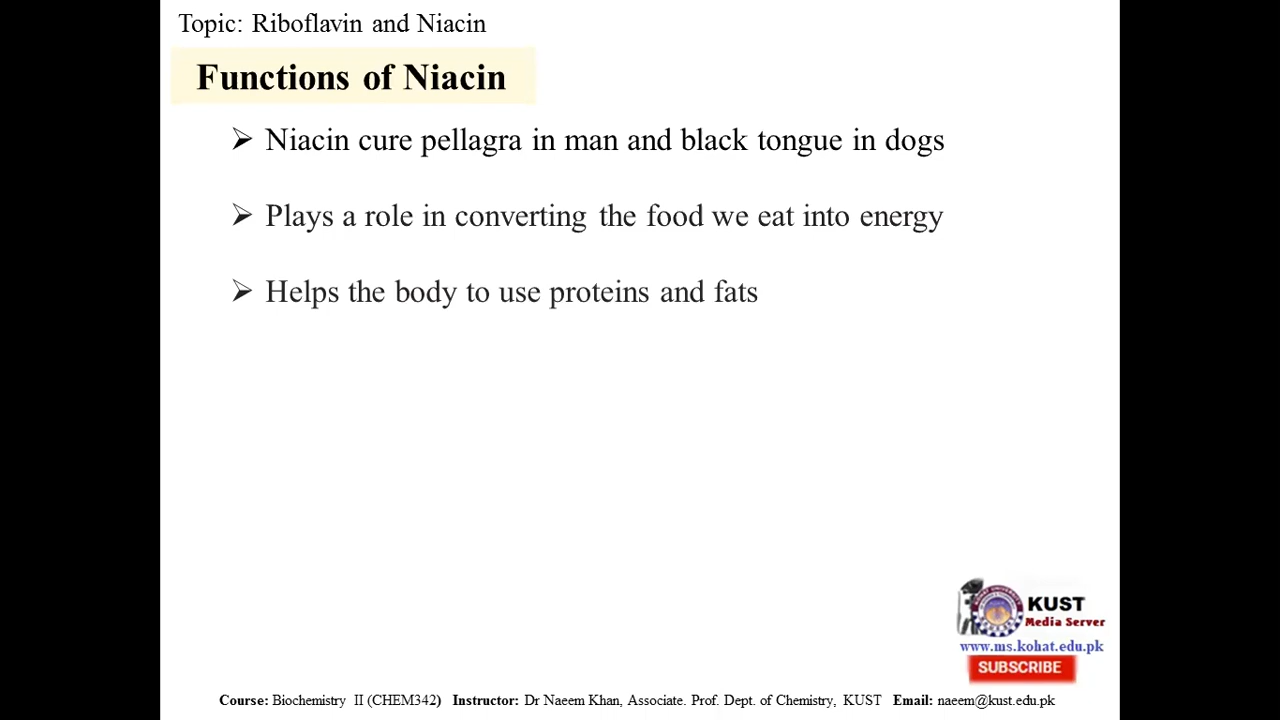 Topic: Riboflavin and Niacin
Functions of Niacin
➢ Niacin cure pellagra in man and black tongue in dogs
➢ Plays a role in converting the food we eat into energy
➢ Helps the body to use proteins and fats
KUST
Media Server
www.ms.kohat.edu.pk
SUBSCRIBE
Course: Biochemistry II (CHEM342) Instructor: Dr Naeem Khan, Associate. Prof. Dept. of Chemistry, KUST Email: naeem@kust.edu.pk